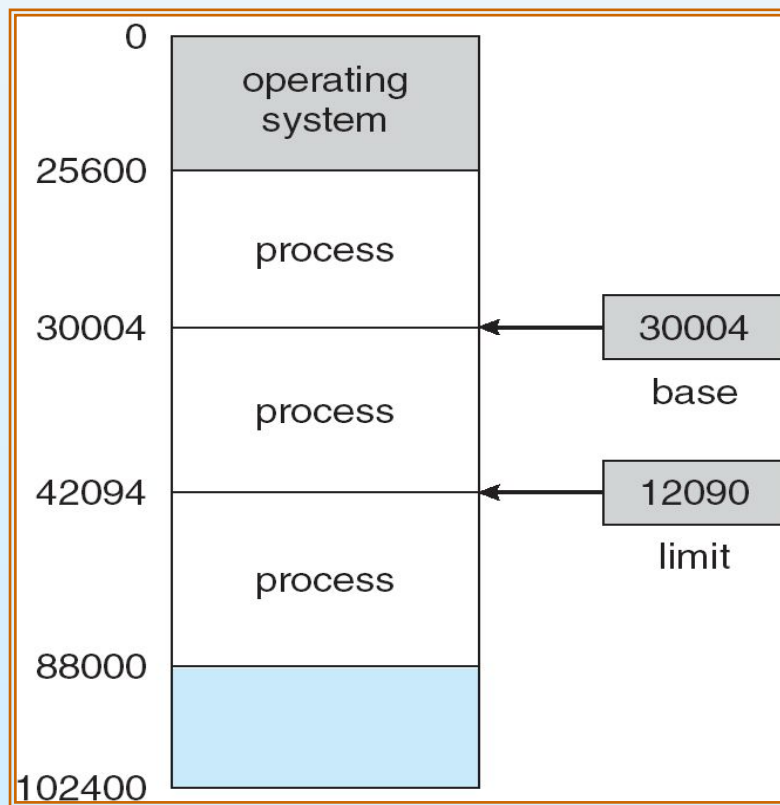 0
operating
system
25600
process
30004
30004
base
process
42094
12090
limit
process
88000
102400